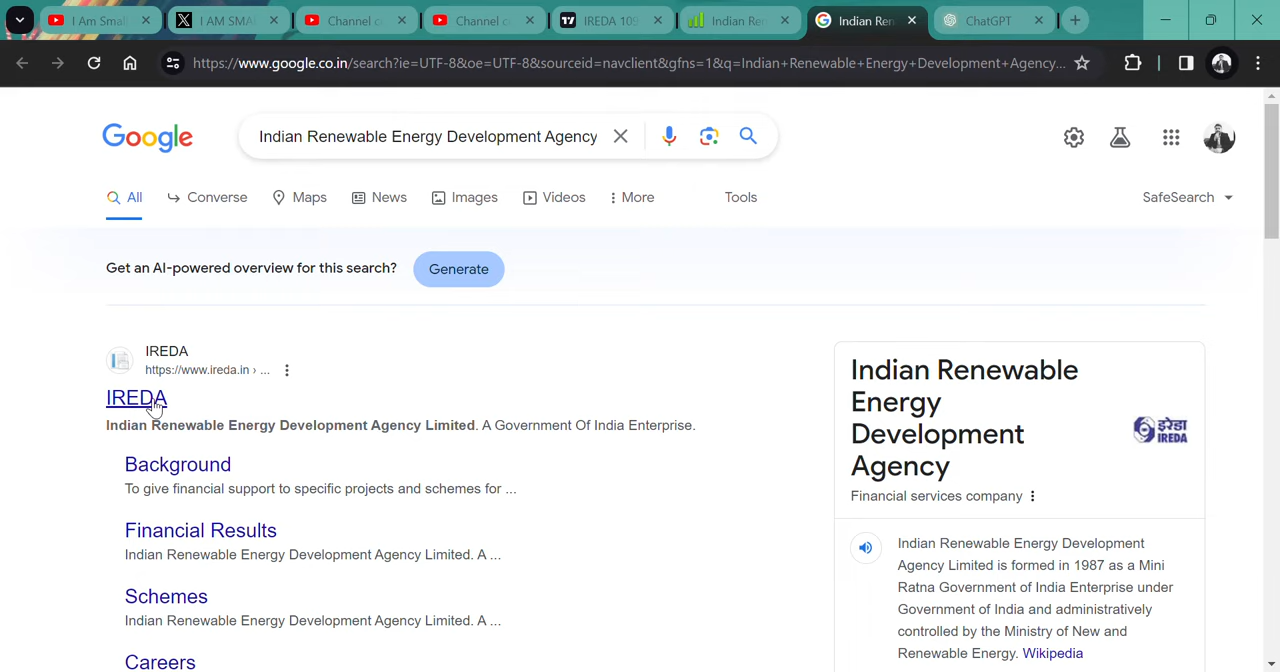 I Am Small
I AM SMA
Channel c
Channel c
IREDA 109
Indian Re
Indian Ren
ChatGPT
https://www.google.co.in/search?ie=UTF-8&oe=UTF-8&sourceid=navclient&gfns=1&q=Indian+Renewable+Energy+Development+Agency...
Google
Indian Renewable Energy Development Agency
All Converse Maps News Images Videos More Tools SafeSearch
Get an AI-powered overview for this search? Generate
IREDA
https://www.ireda.in › ...
IREDA
Indian Renewable Energy Development Agency Limited. A Government Of India Enterprise.
Background
To give financial support to specific projects and schemes for ...
Financial Results
Indian Renewable Energy Development Agency Limited. A ...
Schemes
Indian Renewable Energy Development Agency Limited. A ...
Careers
Indian Renewable
Energy
Development
Agency
इरेडा
IREDA
Financial services company
Indian Renewable Energy Development
Agency Limited is formed in 1987 as a Mini
Ratna Government of India Enterprise under
Government of India and administratively
controlled by the Ministry of New and
Renewable Energy. Wikipedia